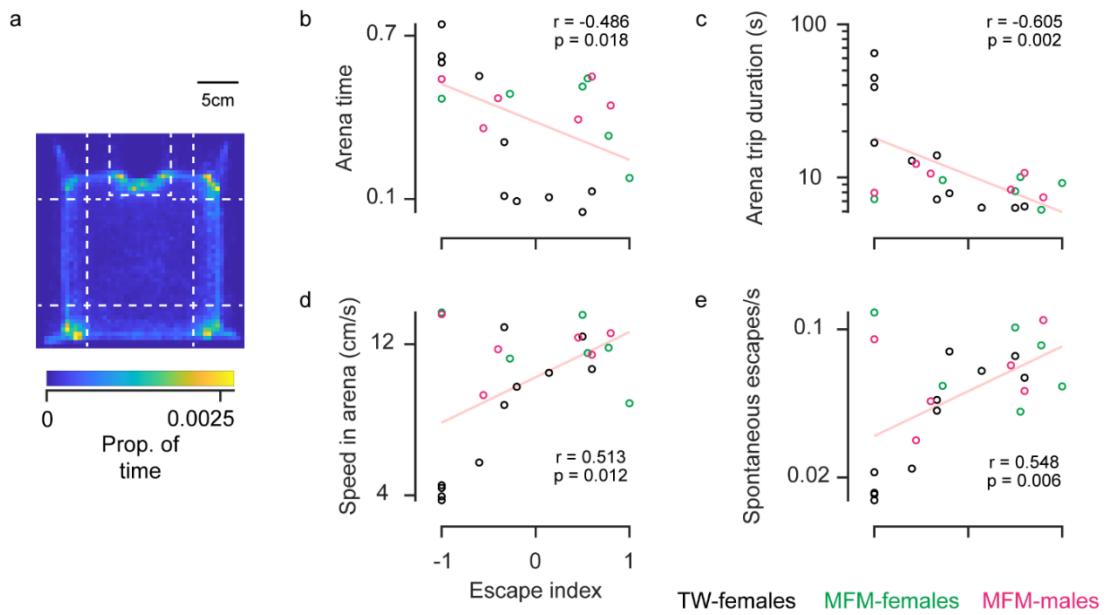 a
5cm
0
0.0025
Prop. of
time
b
r = -0.486
p = 0.018
0.7
Arena time
0.1
c
r = -0.605
p = 0.002
100
Arena trip duration (s)
10
d
12
Speed in arena (cm/s)
4
r = 0.513
p = 0.012
-1
0
1
Escape index
e
0.1
Spontaneous escapes/s
0.02
r = 0.548
p = 0.006
TW-females MFM-females MFM-males